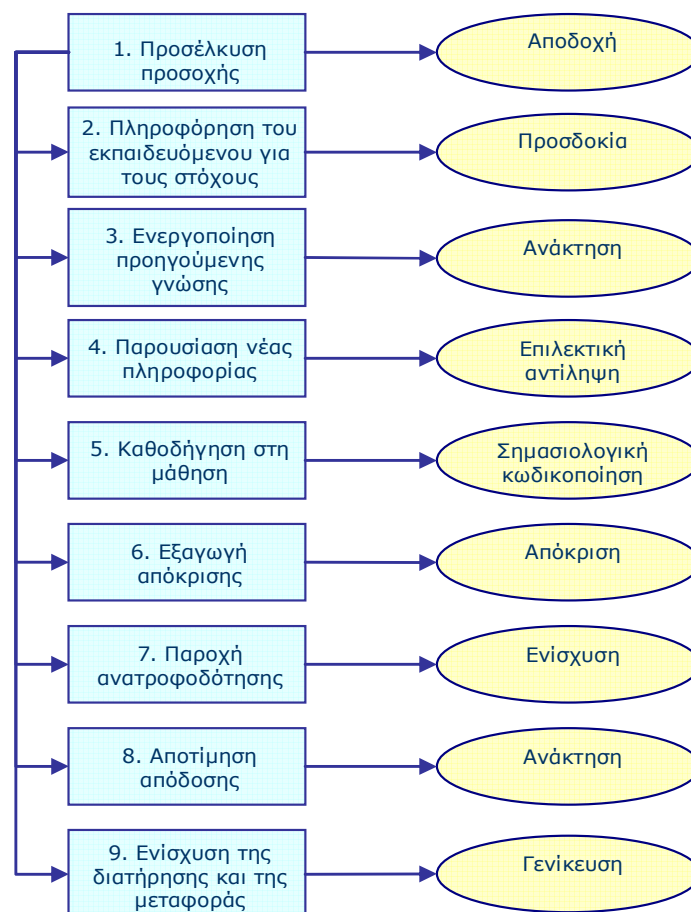 1. Προσέλκυση
προσοχής
Αποδοχή
2. Πληροφόρηση του
εκπαιδευόμενου για
τους στόχους
Προσδοκία
3. Ενεργοποίηση
προηγούμενης
γνώσης
Ανάκτηση
4. Παρουσίαση νέας
πληροφορίας
Επιλεκτική
αντίληψη
5. Καθοδήγηση στη
μάθηση
Σημασιολογική
κωδικοποίηση
6. Εξαγωγή
απόκρισης
Απόκριση
7. Παροχή
ανατροφοδότησης
Ενίσχυση
8. Αποτίμηση
απόδοσης
Ανάκτηση
9. Ενίσχυση της
διατήρησης και της
μεταφοράς
Γενίκευση